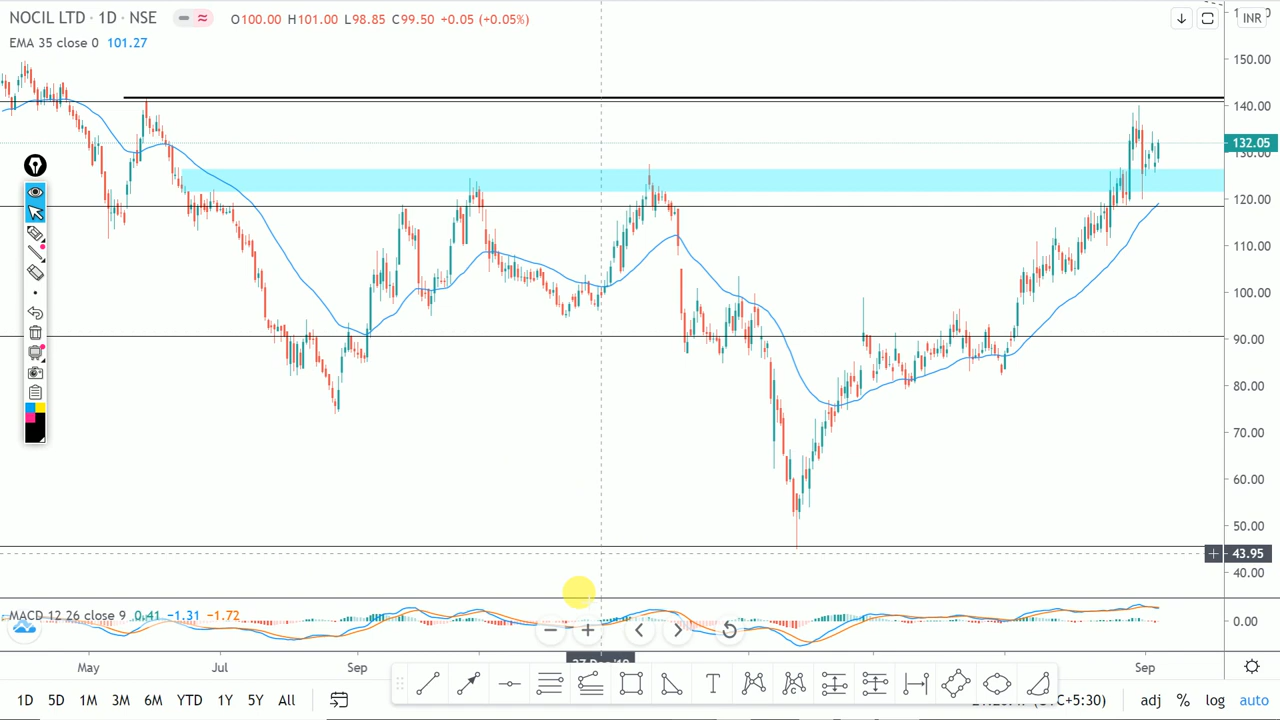 NOCIL LTD • 1D • NSE
O100.00 H101.00 L98.85 C99.50 +0.05 (+0.05%)
INR
EMA 35 close 0 101.27
150.00
140.00
132.05
120.00
110.00
100.00
90.00
80.00
70.00
60.00
50.00
43.95
40.00
MACD 12 26 close 9 0.41 −1.31 −1.72
0.00
May
Jul
Sep
Sep
T
1D 5D 1M 3M 6M YTD 1Y 5Y All
(UTC+5:30)
adj % log auto